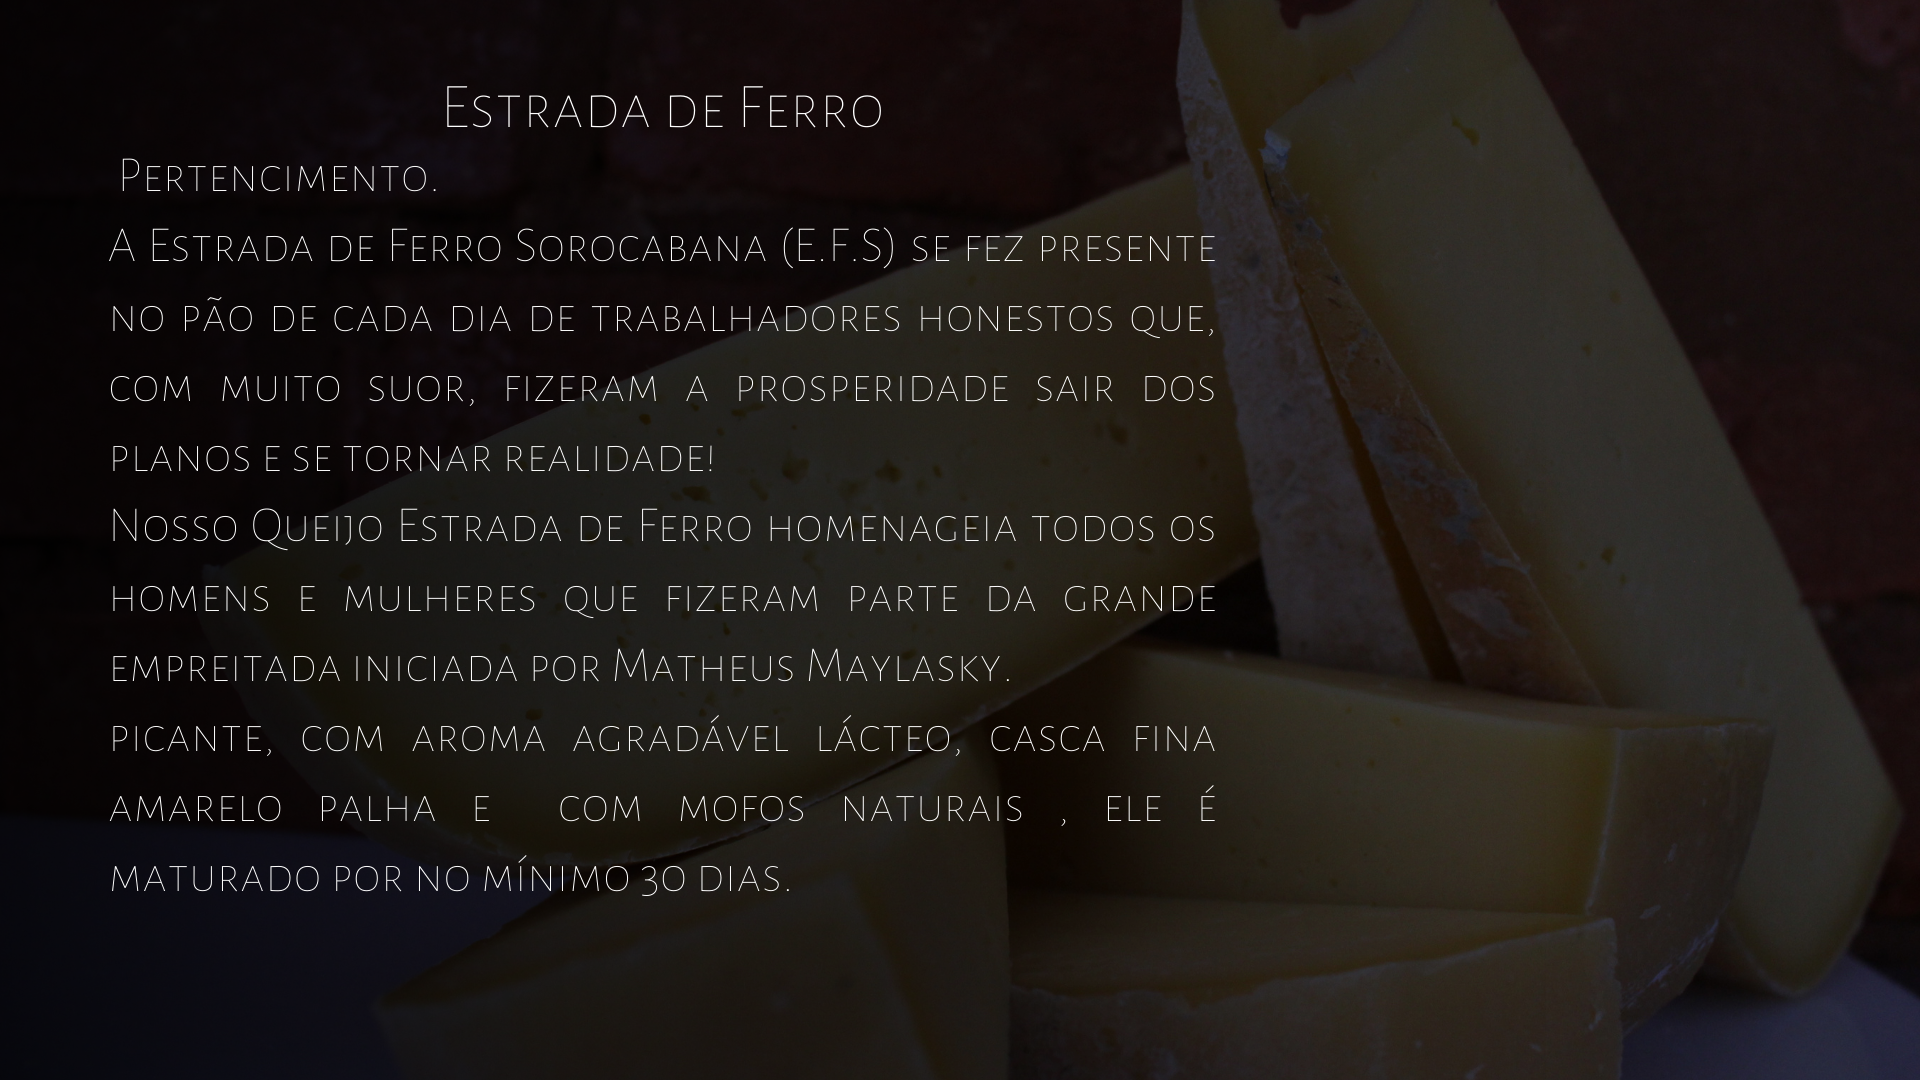 Estrada de Ferro
Pertencimento.
A Estrada de Ferro Sorocabana (E.F.S) se fez presente
no pão de cada dia de trabalhadores honestos que,
com muito suor, fizeram a prosperidade sair dos
planos e se tornar realidade!
Nosso Queijo Estrada de Ferro homenageia todos os
homens e mulheres que fizeram parte da grande
empreitada iniciada por Matheus Maylasky.
picante, com aroma agradável lácteo, casca fina
amarelo palha e com mofos naturais , ele é
maturado por no mínimo 30 dias.